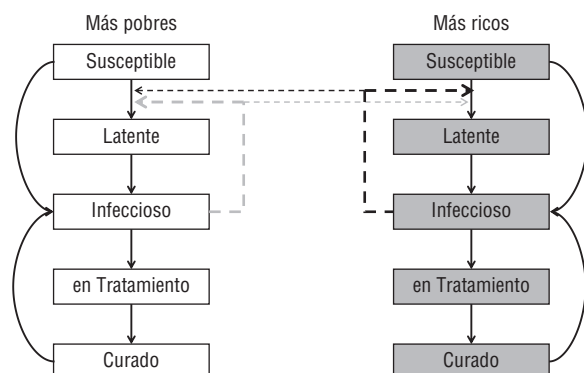 Más pobres
Susceptible
Latente
Infeccioso
en Tratamiento
Curado
Más ricos
Susceptible
Latente
Infeccioso
en Tratamiento
Curado